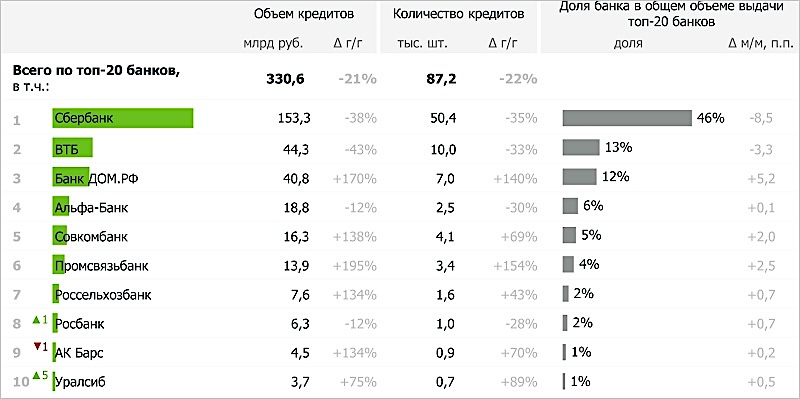 Объем кредитов Количество кредитов Доля банка в общем объеме выдачи
топ-20 банков
млрд руб. Δ г/г тыс. шт. Δ г/г доля Δ м/м, п.п.
Всего по топ-20 банков, 330,6 -21% 87,2 -22%
в т.ч.:
1 Сбербанк 153,3 -38% 50,4 -35% 46% -8,5
2 ВТБ 44,3 -43% 10,0 -33% 13% -3,3
3 Банк ДОМ.РФ 40,8 +170% 7,0 +140% 12% +5,2
4 Альфа-Банк 18,8 -12% 2,5 -30% 6% +0,1
5 Совкомбанк 16,3 +138% 4,1 +69% 5% +2,0
6 Промсвязьбанк 13,9 +195% 3,4 +154% 4% +2,5
7 Россельхозбанк 7,6 +134% 1,6 +43% 2% +0,7
8 ▲1 Росбанк 6,3 -12% 1,0 -28% 2% +0,7
9 ▼1 АК Барс 4,5 +134% 0,9 +70% 1% +0,2
10 ▲5 Уралсиб 3,7 +75% 0,7 +89% 1% +0,5